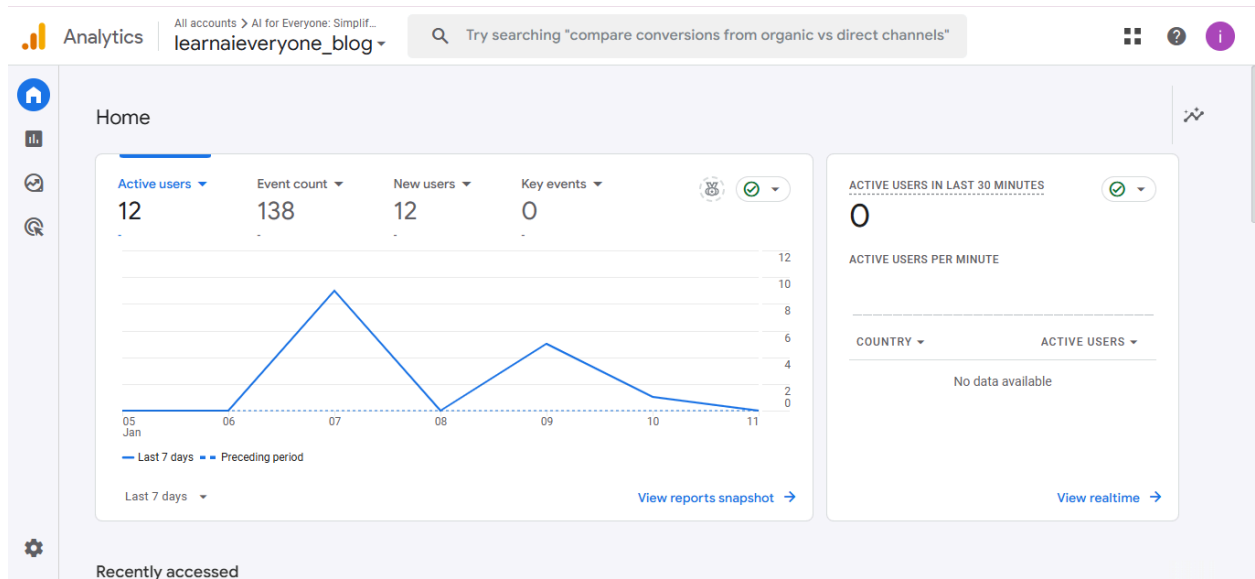 All accounts > AI for Everyone: Simplif...
Analytics
learnaieveryone_blog
Try searching "compare conversions from organic vs direct channels"
i
Home
Active users
Event count
New users
Key events
12
138
12
0
-
-
-
-
12
10
8
6
4
2
0
05
Jan
06
07
08
09
10
11
Last 7 days
Preceding period
Last 7 days
View reports snapshot
ACTIVE USERS IN LAST 30 MINUTES
0
ACTIVE USERS PER MINUTE
COUNTRY
ACTIVE USERS
No data available
View realtime
Recently accessed